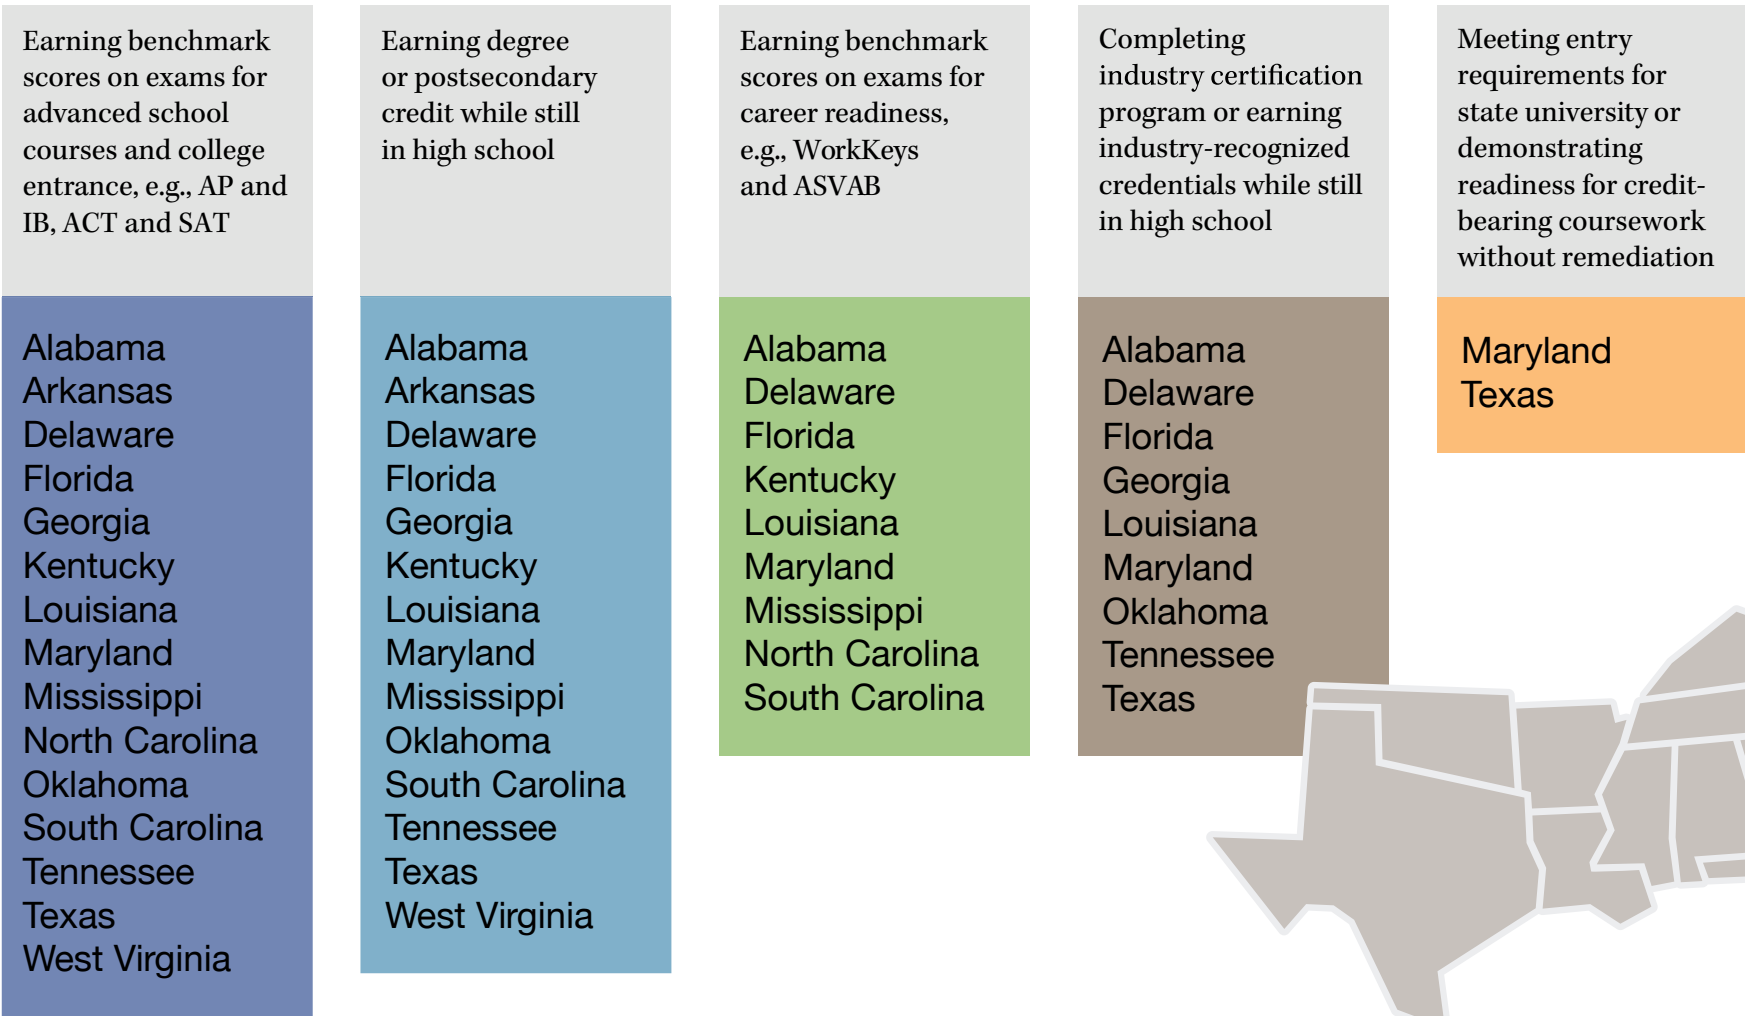 Earning benchmark
scores on exams for
advanced school
courses and college
entrance, e.g., AP and
IB, ACT and SAT
Alabama
Arkansas
Delaware
Florida
Georgia
Kentucky
Louisiana
Maryland
Mississippi
North Carolina
Oklahoma
South Carolina
Tennessee
Texas
West Virginia
Earning degree
or postsecondary
credit while still
in high school
Alabama
Arkansas
Delaware
Florida
Georgia
Kentucky
Louisiana
Maryland
Mississippi
Oklahoma
South Carolina
Tennessee
Texas
West Virginia
Earning benchmark
scores on exams for
career readiness,
e.g., WorkKeys
and ASVAB
Alabama
Delaware
Florida
Kentucky
Louisiana
Maryland
Mississippi
North Carolina
South Carolina
Completing
industry certification
program or earning
industry-recognized
credentials while still
in high school
Alabama
Delaware
Florida
Georgia
Louisiana
Maryland
Oklahoma
Tennessee
Texas
Meeting entry
requirements for
state university or
demonstrating
readiness for credit-
bearing coursework
without remediation
Maryland
Texas